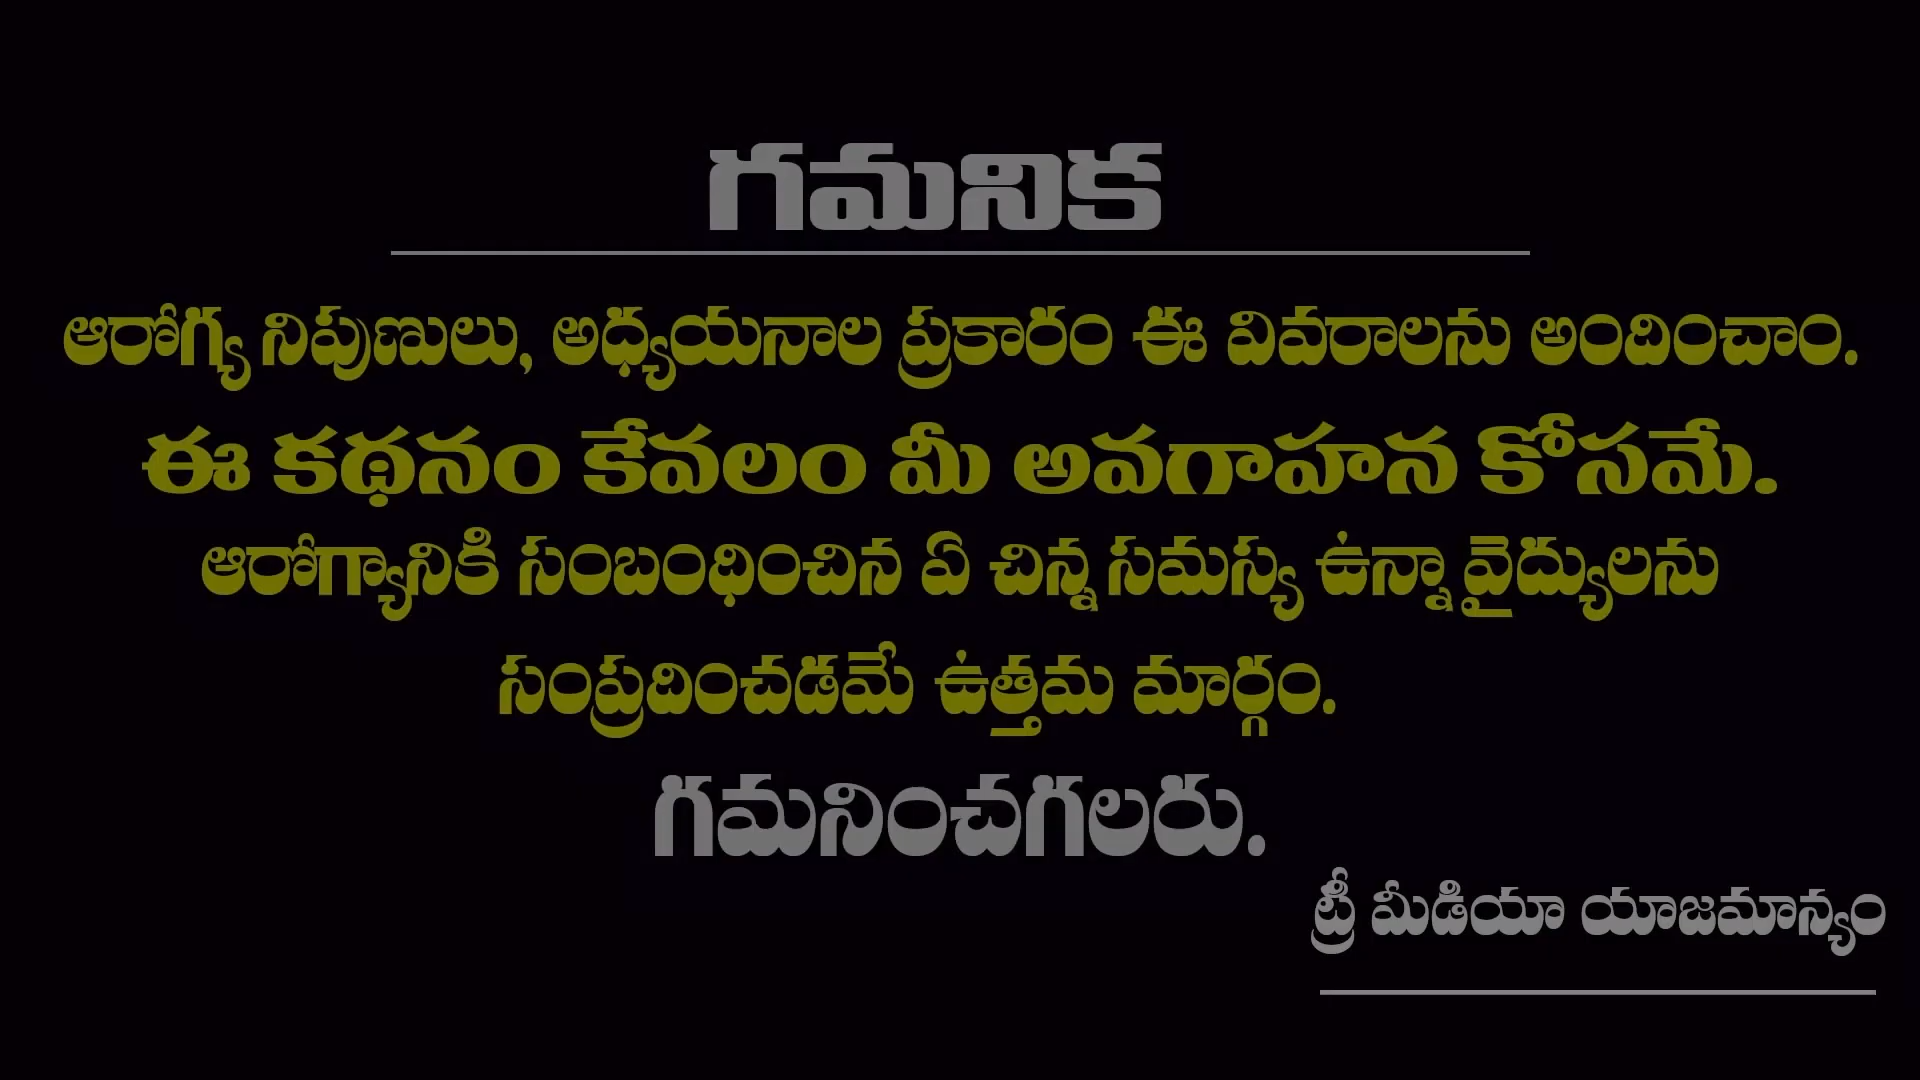 గమనిక
ఆరోగ్య నిపుణులు, అధ్యయనాల ప్రకారం ఈ వివరాలను అందించాం.
ఈ కథనం కేవలం మీ అవగాహన కోసమే.
ఆరోగ్యానికి సంబంధించిన ఏ చిన్న సమస్య ఉన్నా వైద్యులను
సంప్రదించడమే ఉత్తమ మార్గం.
గమనించగలరు.
ట్రీ మీడియా యాజమాన్యం